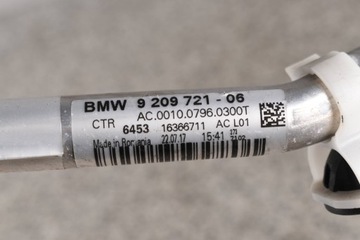 BMW 9 209 721 - 06
AC.0010.0796.0300T
CTR 6453 16366711 AC L01
Made in Romania 22.07.17 15:41 171